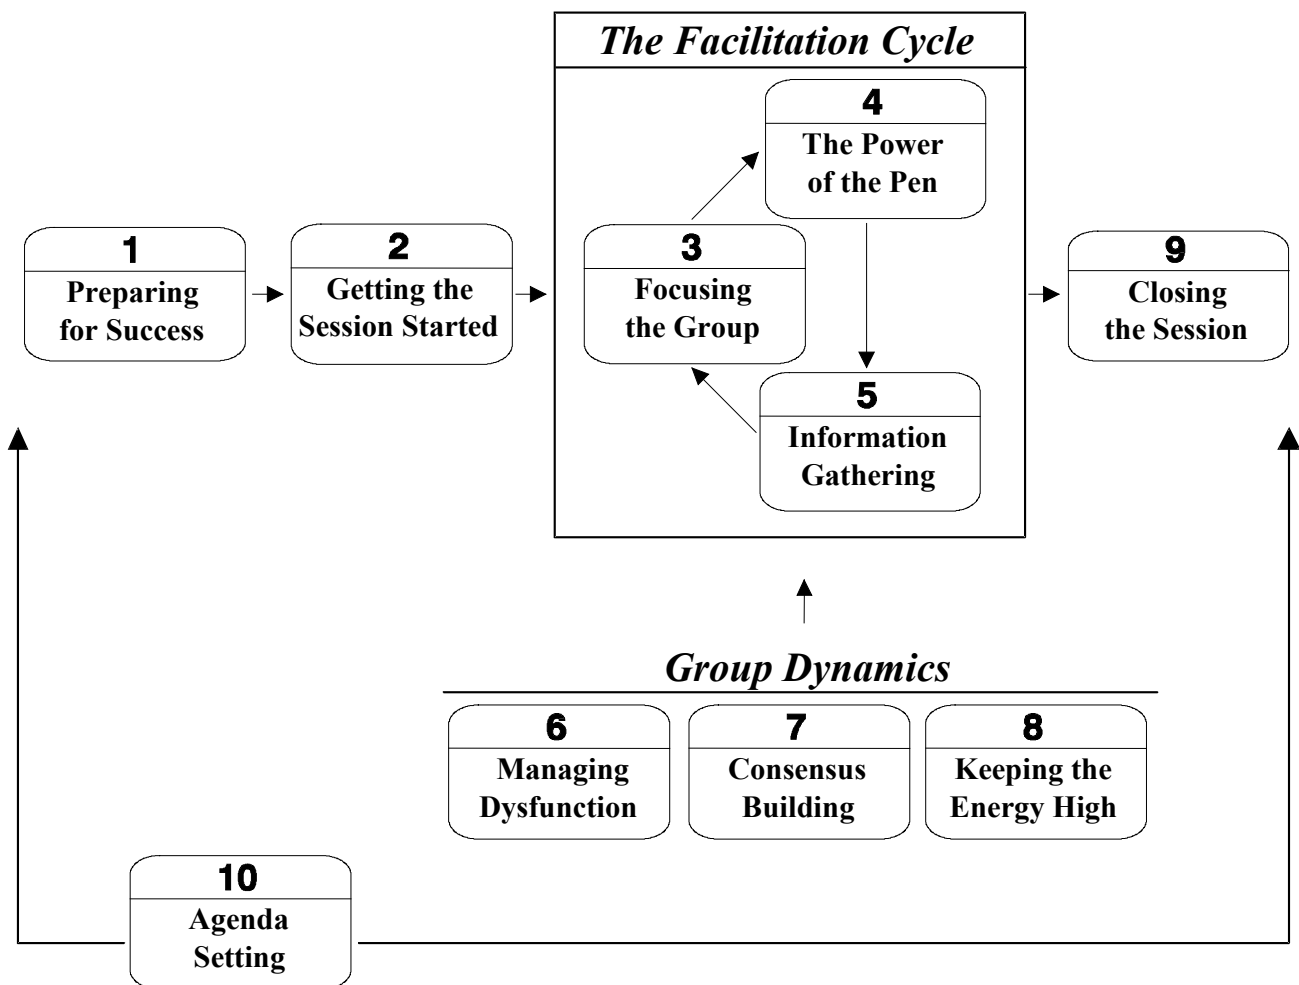 The Facilitation Cycle
1
Preparing
for Success
2
Getting the
Session Started
3
Focusing
the Group
4
The Power
of the Pen
5
Information
Gathering
9
Closing
the Session
Group Dynamics
6
Managing
Dysfunction
7
Consensus
Building
8
Keeping the
Energy High
10
Agenda
Setting